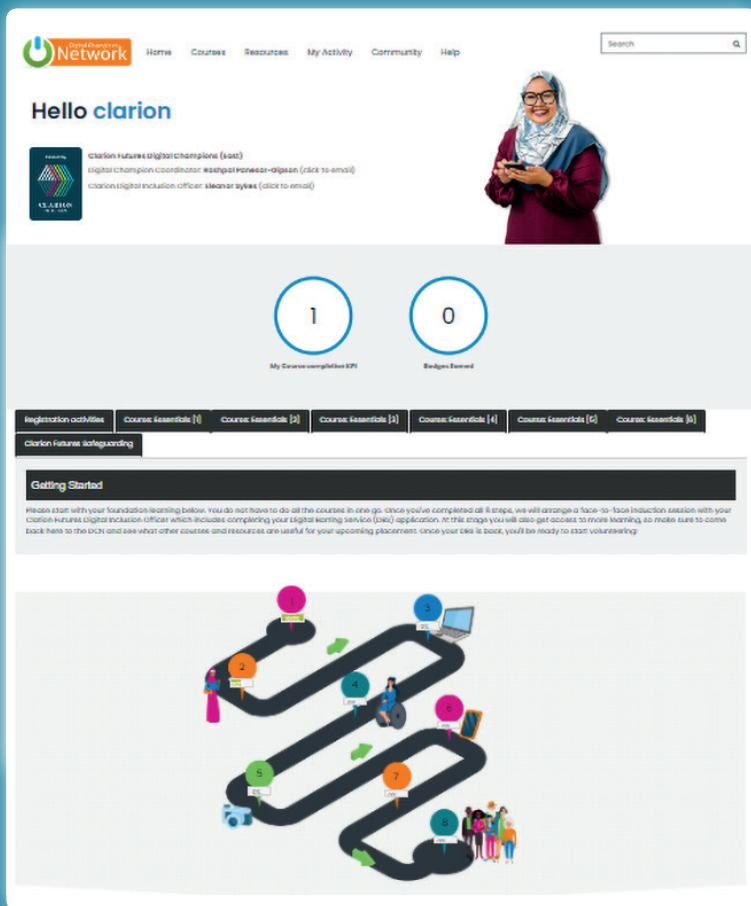 Digital Champions
Network
Home Courses Resources My Activity Community Help
Search
Hello clarion
Clarion Futures Digital Champions (East)
Digital Champion Coordinator: Rashpal Panesar-Gipson (click to email)
Clarion Digital Inclusion Officer: Eleanor Sykes (click to email)
CLARION
1
0
My Course completion KPI
Badges Earned
Registration activities Course: Essentials [1] Course: Essentials [2] Course: Essentials [3] Course: Essentials [4] Course: Essentials [5] Course: Essentials [6]
Clarion Futures Safeguarding
Getting Started
Please start with your foundation learning below. You do not have to do all the courses in one go. Once you've completed all 8 steps, we will arrange a face-to-face induction session with your
Clarion Futures Digital Inclusion Officer which includes completing your Digital Barring Service (DBS) application. At this stage you will also get access to more learning, so make sure to come
back here to the DCN and see what other courses and resources are useful for your upcoming placement. Once your DBS is back, you'll be ready to start volunteering!
1
2
3
4
5
6
7
8